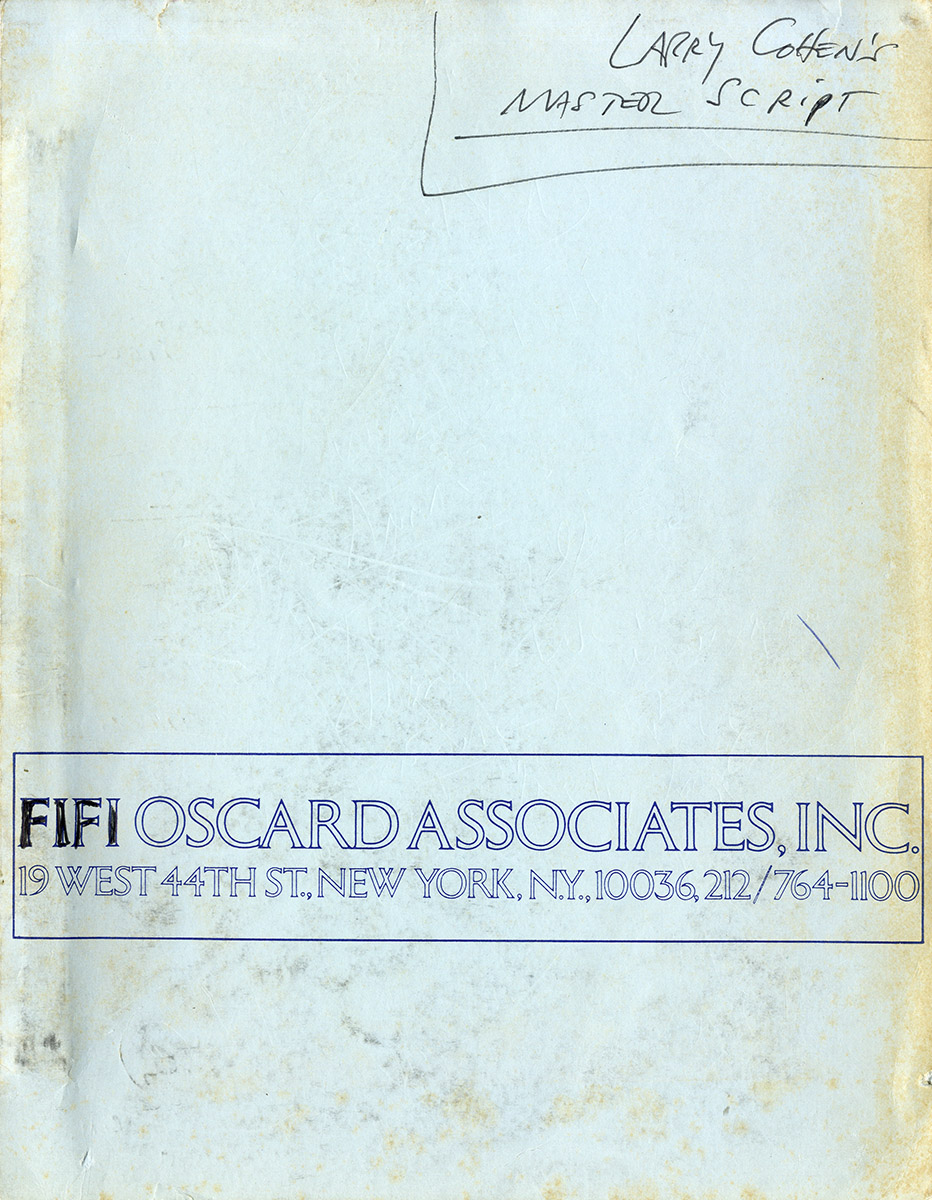 LARRY COHEN'S
MASTER SCRIPT
FIFI OSCARD ASSOCIATES, INC.
19 WEST 44TH ST., NEW YORK, N.Y., 10036, 212/764-1100